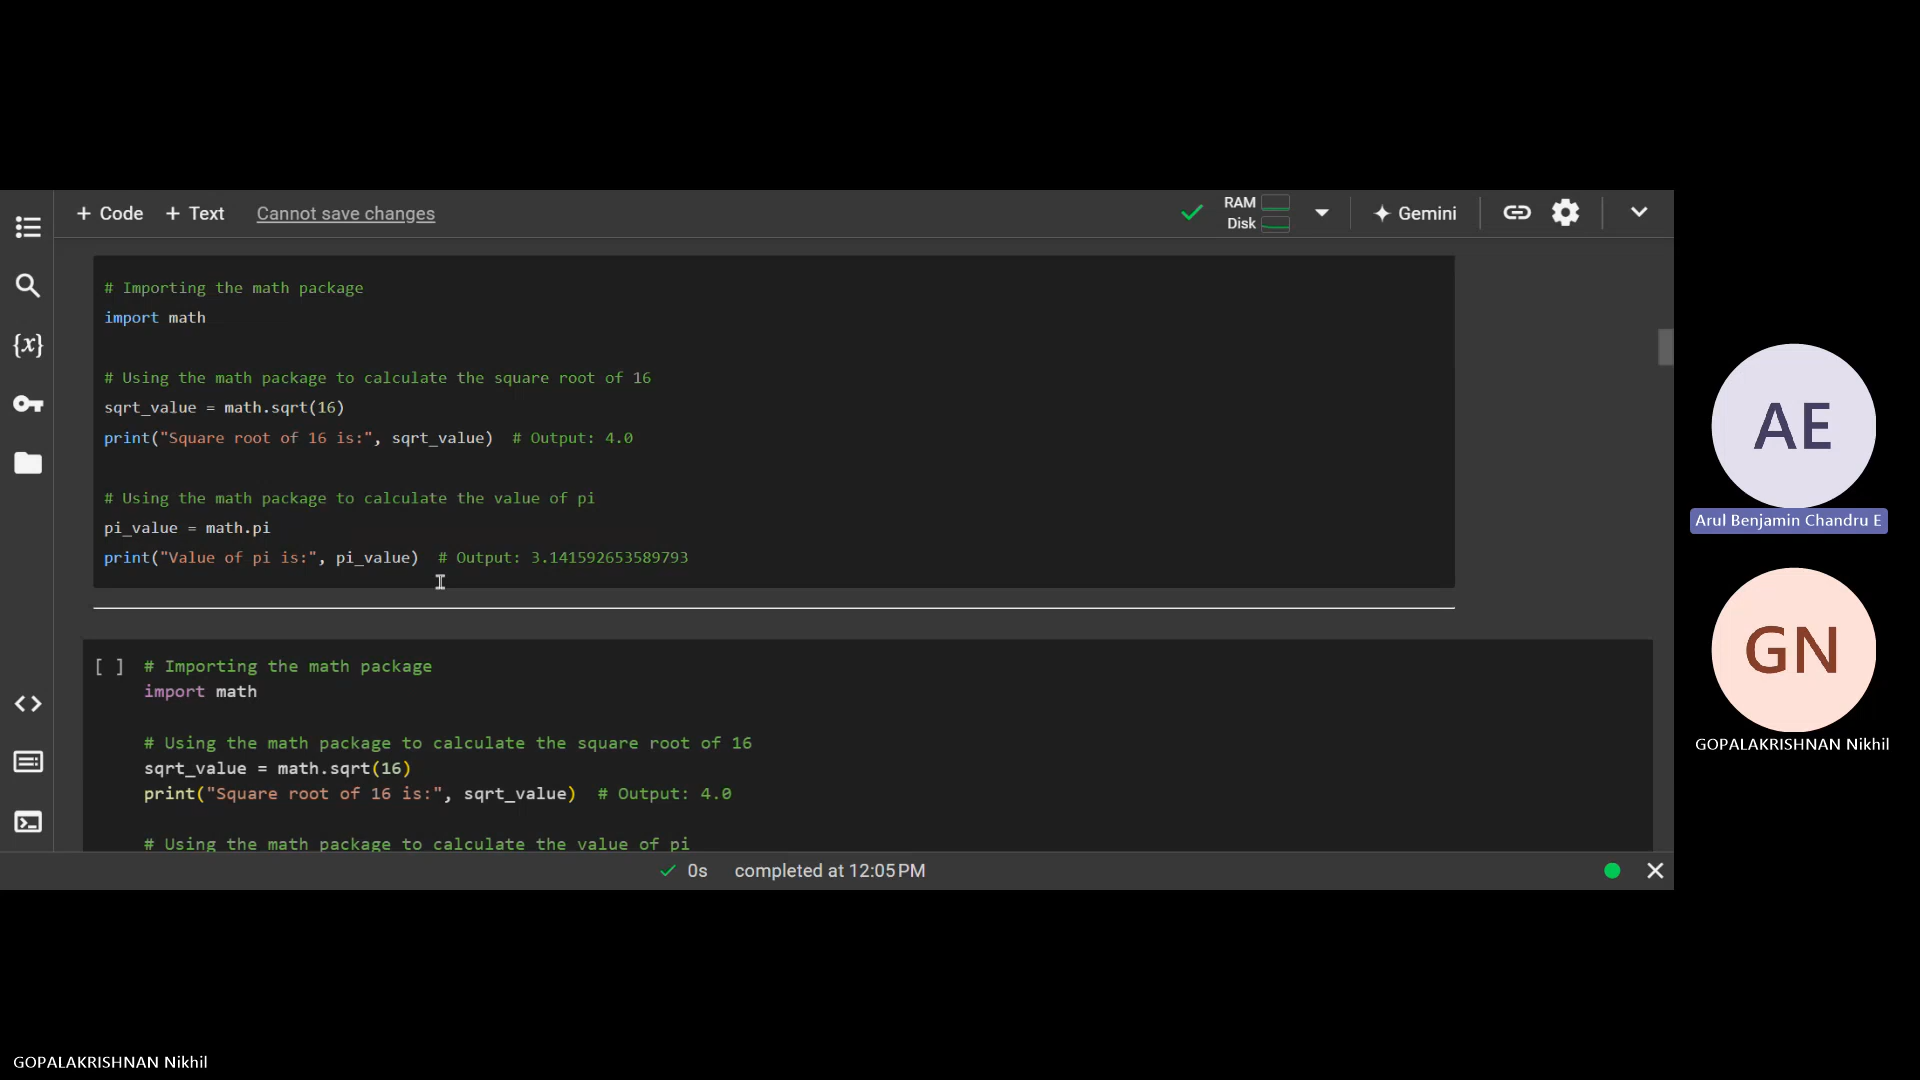 + Code + Text Cannot save changes
RAM
Disk
Gemini
{x}
# Importing the math package
import math
# Using the math package to calculate the square root of 16
sqrt_value = math.sqrt(16)
print("Square root of 16 is:", sqrt_value)  # Output: 4.0
# Using the math package to calculate the value of pi
pi_value = math.pi
print("Value of pi is:", pi_value)  # Output: 3.141592653589793
[ ] # Importing the math package
import math
# Using the math package to calculate the square root of 16
sqrt_value = math.sqrt(16)
print("Square root of 16 is:", sqrt_value)  # Output: 4.0
# Using the math package to calculate the value of pi
0s completed at 12:05 PM
AE
Arul Benjamin Chandru E
GN
GOPALAKRISHNAN Nikhil
GOPALAKRISHNAN Nikhil